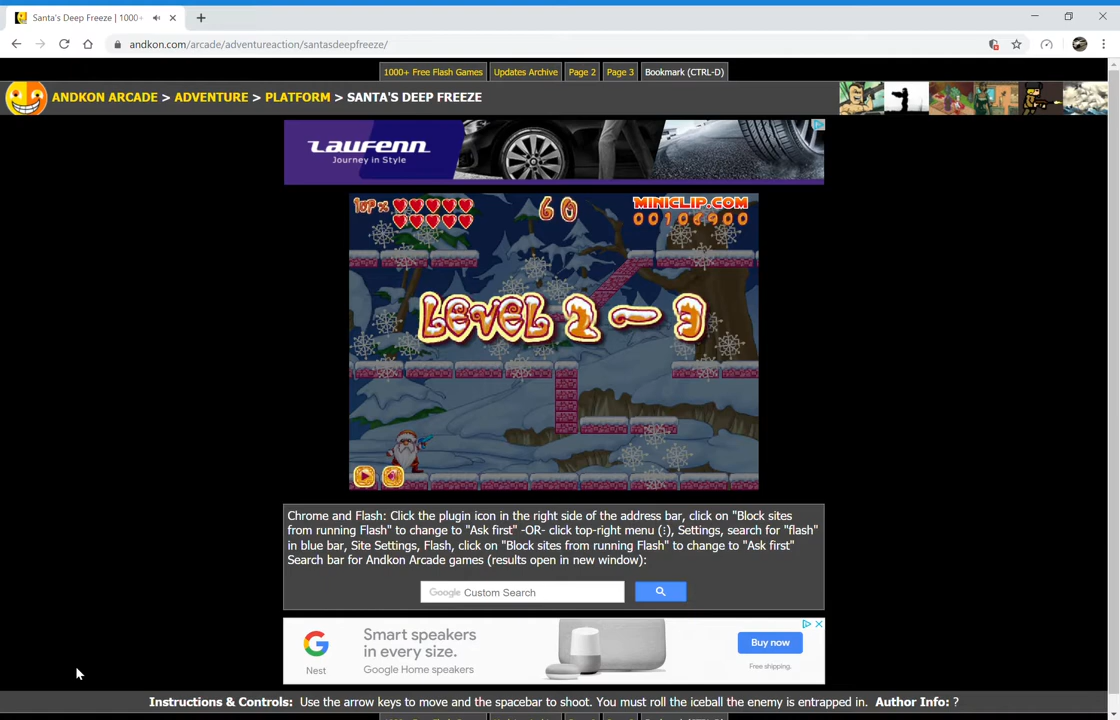 Santa's Deep Freeze | 1000+
andkon.com/arcade/adventureaction/santasdeepfreeze/
1000+ Free Flash Games Updates Archive Page 2 Page 3 Bookmark (CTRL-D)
ANDKON ARCADE > ADVENTURE > PLATFORM > SANTA'S DEEP FREEZE
LAUFENN
Journey in Style
TOP x
60
MINICLIP.COM
LEVEL 2 - 3
Chrome and Flash: Click the plugin icon in the right side of the address bar, click on "Block sites
from running Flash" to change to "Ask first" -OR- click top-right menu (⋮), Settings, search for "flash"
in blue bar, Site Settings, Flash, click on "Block sites from running Flash" to change to "Ask first"
Search bar for Andkon Arcade games (results open in new window):
Google Custom Search
Smart speakers
in every size.
Google Home speakers
Nest
Buy now
Free shipping.
Instructions & Controls: Use the arrow keys to move and the spacebar to shoot. You must roll the iceball the enemy is entrapped in. Author Info: ?